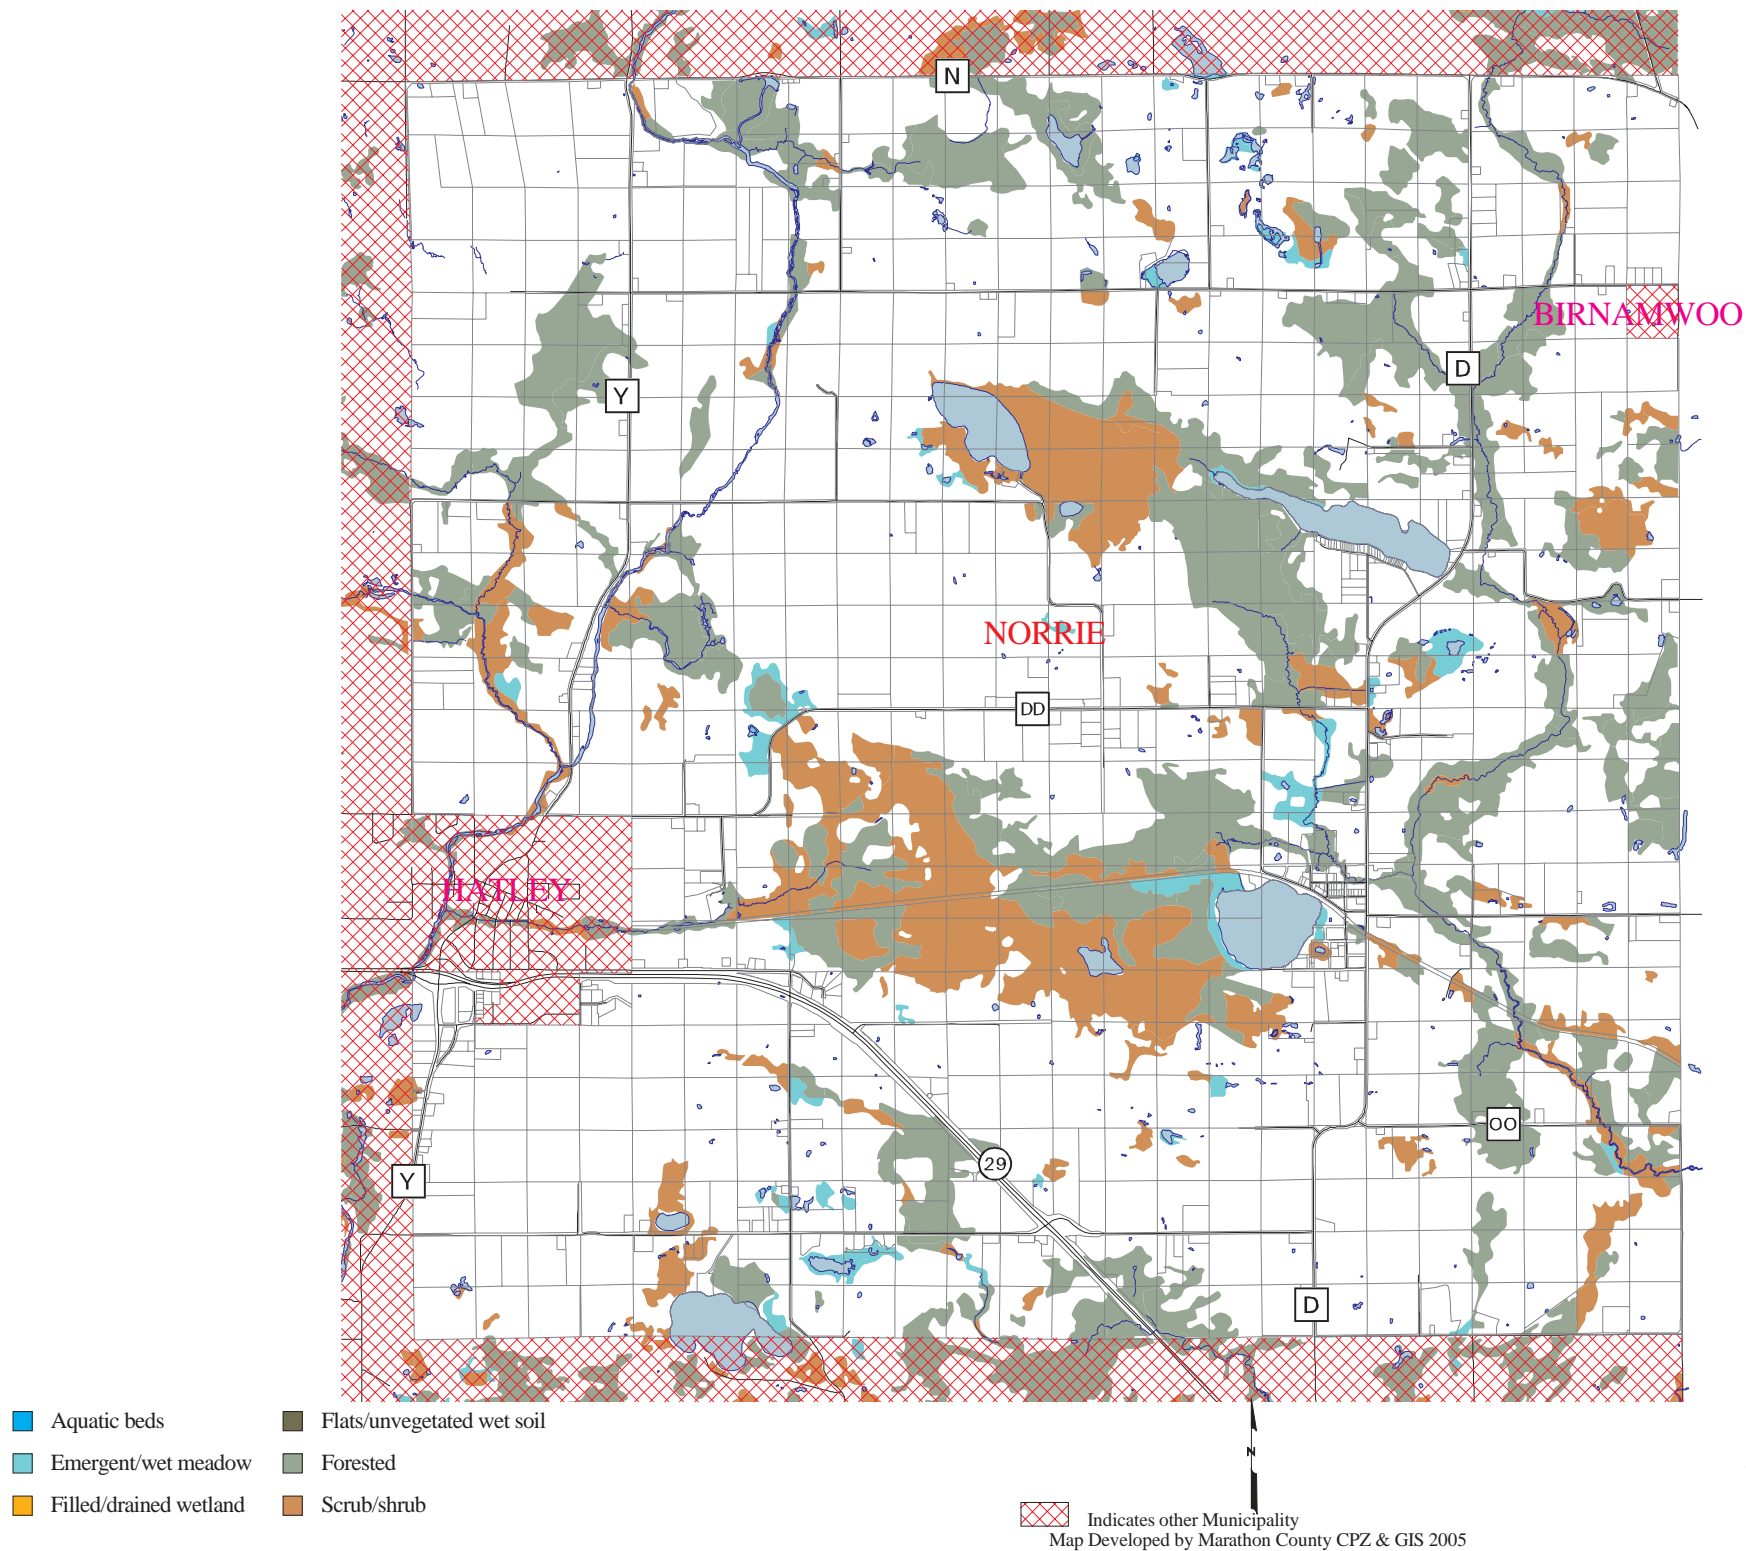 N
BIRNAMWOO
Y
D
NORRIE
DD
HATLEY
OO
29
Y
D
Aquatic beds
Flats/unvegetated wet soil
Emergent/wet meadow
Forested
Filled/drained wetland
Scrub/shrub
N
Indicates other Municipality
Map Developed by Marathon County CPZ & GIS 2005